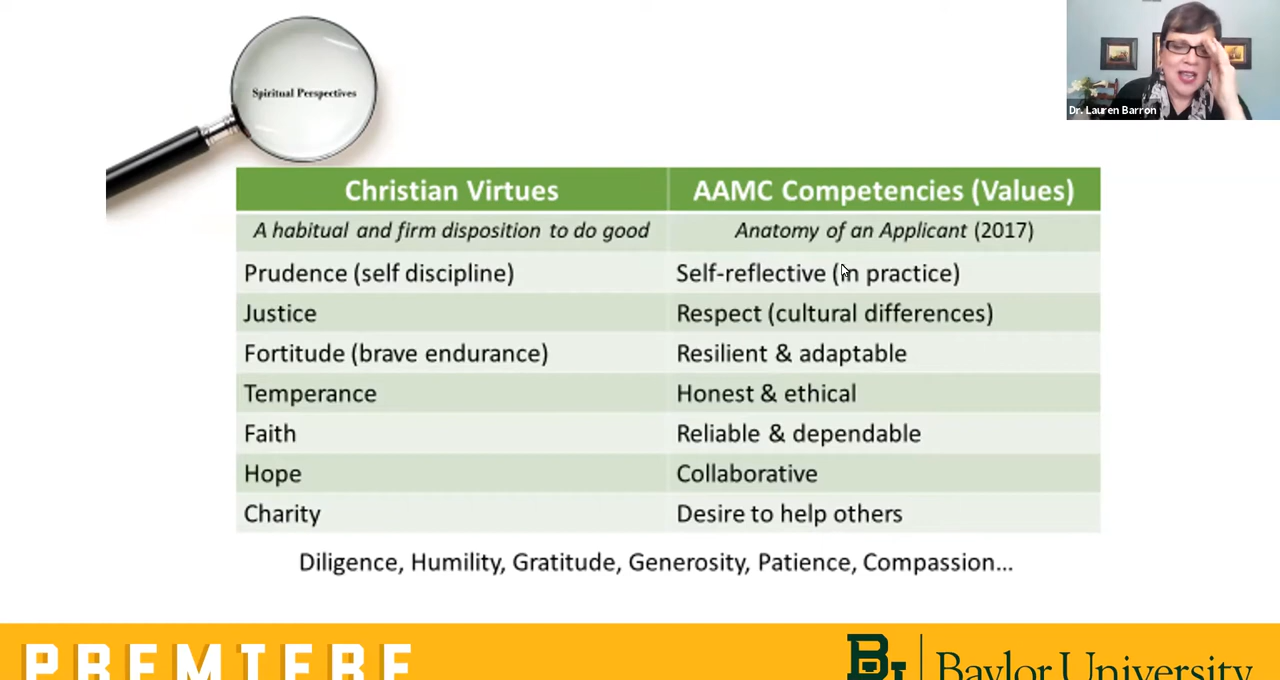 Spiritual Perspectives
Dr. Lauren Barron
Christian Virtues
AAMC Competencies (Values)
A habitual and firm disposition to do good
Anatomy of an Applicant (2017)
Prudence (self discipline)
Self-reflective (in practice)
Justice
Respect (cultural differences)
Fortitude (brave endurance)
Resilient & adaptable
Temperance
Honest & ethical
Faith
Reliable & dependable
Hope
Collaborative
Charity
Desire to help others
Diligence, Humility, Gratitude, Generosity, Patience, Compassion...
PREMIERE
BU
Baylor University